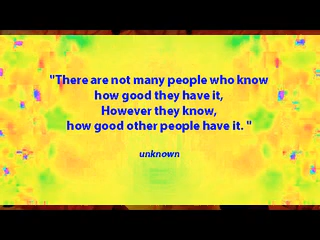 "There are not many people who know
how good they have it,
However they know,
how good other people have it. "
unknown